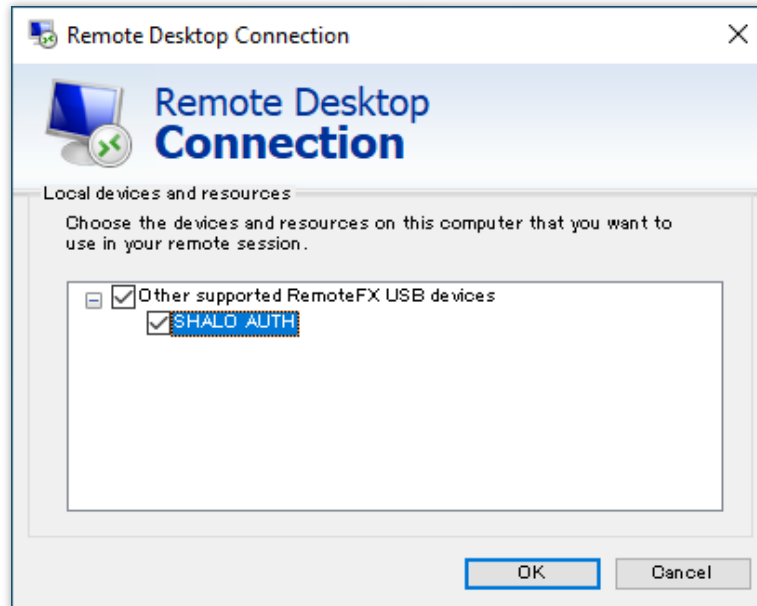 Remote Desktop Connection
Remote Desktop
Connection
Local devices and resources
Choose the devices and resources on this computer that you want to
use in your remote session.
Other supported RemoteFX USB devices
SHALO AUTH
OK
Cancel